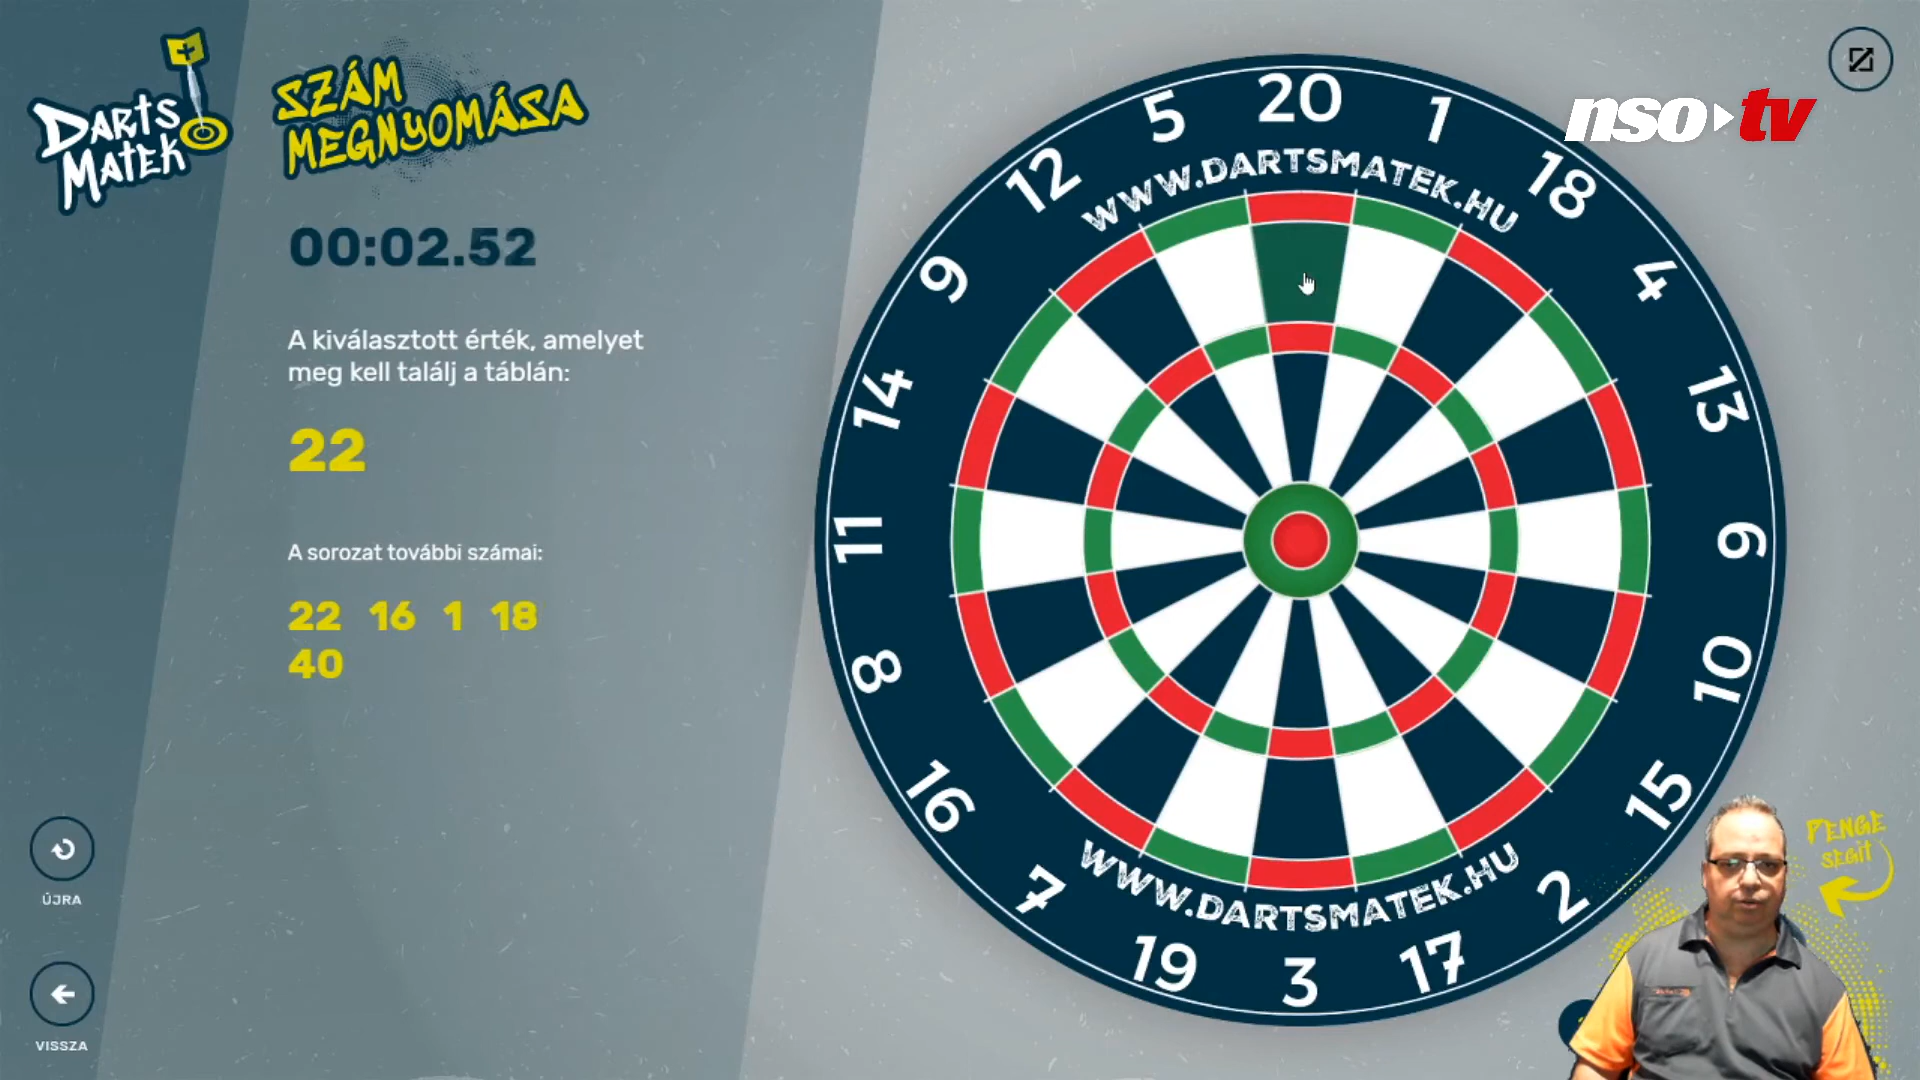 DARTS
MATEK
SZÁM
MEGNYOMÁSA
00:02.52
A kiválasztott érték, amelyet
meg kell találj a táblán:
22
A sorozat további számai:
22 16 1 18
40
ÚJRA
VISSZA
nso tv
20
1
18
4
13
6
10
15
2
17
3
19
7
16
8
11
14
9
12
5
WWW.DARTSMATEK.HU
WWW.DARTSMATEK.HU
PENGE
SEGÍT